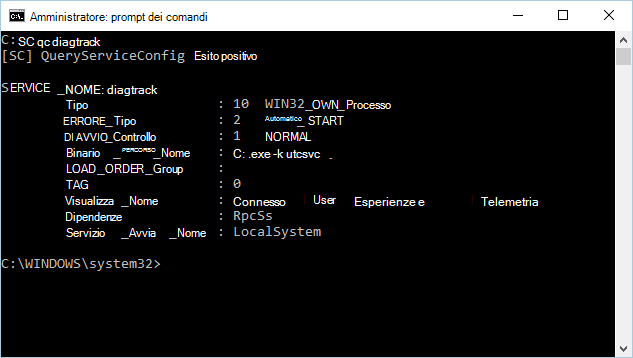 Amministratore: prompt dei comandi
C: SC qc diagtrack
[SC] QueryServiceConfig Esito positivo
SERVICE _NOME: diagtrack
Tipo : 10 WIN32_OWN_Processo
ERRORE_Tipo : 2 Automatico_ START
DI AVVIO_Controllo : 1 NORMAL
Binario _PERCORSO_Nome : C: .exe -k utcsvc .
LOAD_ORDER_Group :
TAG : 0
Visualizza _Nome : Connesso User Esperienze e Telemetria
Dipendenze : RpcSs
Servizio _Avvia _Nome : LocalSystem
C:\WINDOWS\system32>